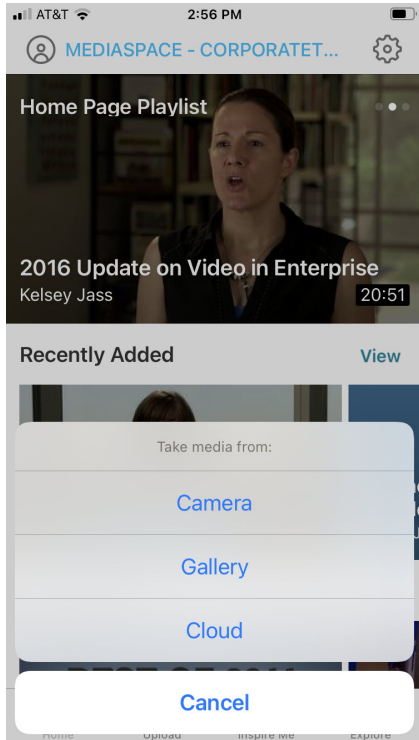 AT&T
2:56 PM
MEDIASPACE - CORPORATET...
Home Page Playlist
2016 Update on Video in Enterprise
Kelsey Jass
20:51
Recently Added
View
Take media from:
Camera
Gallery
Cloud
Cancel
Home
Upload
Inspire Me
Explore